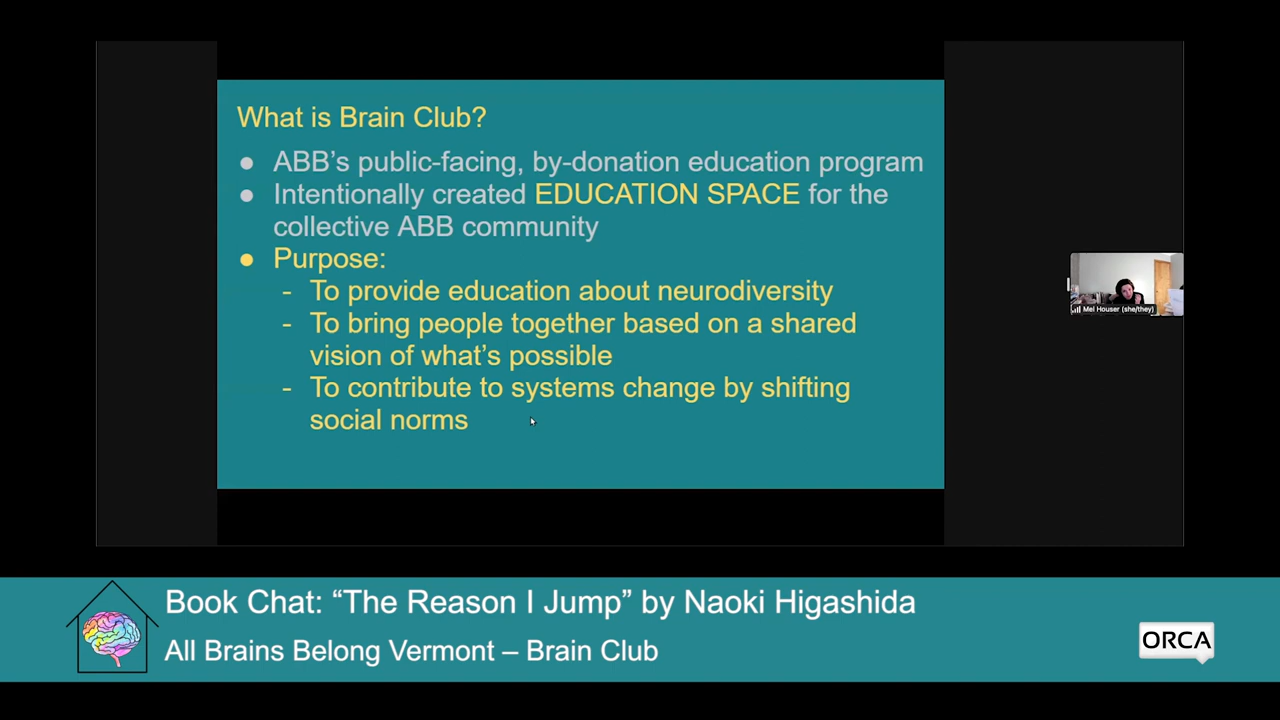 What is Brain Club?
● ABB's public-facing, by-donation education program
● Intentionally created EDUCATION SPACE for the
collective ABB community
● Purpose:
- To provide education about neurodiversity
- To bring people together based on a shared
vision of what's possible
- To contribute to systems change by shifting
social norms
Mel Houser (she/they)
Book Chat: “The Reason I Jump” by Naoki Higashida
All Brains Belong Vermont – Brain Club
ORCA